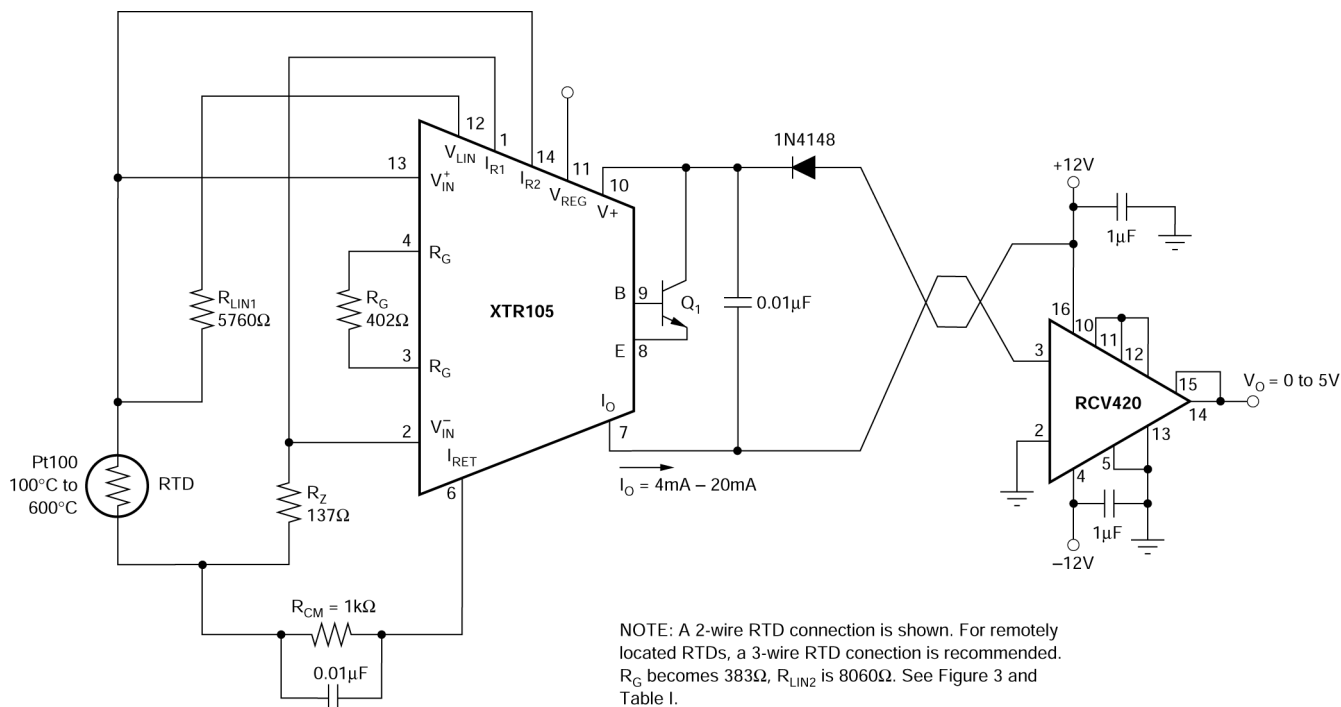 12
1
14
11
10
13
V_LIN
I_R1
I_R2
V_REG
V+
V⁺_IN
1N4148
+12V
1µF
4
R_G
R_LIN1
5760Ω
R_G
402Ω
XTR105
B
9
Q₁
0.01µF
E
8
3
R_G
I_O
7
16
10
11
12
3
RCV420
15
14
V_O = 0 to 5V
2
13
5
4
1µF
–12V
2
V⁻_IN
I_RET
6
I_O = 4mA – 20mA
Pt100
100°C to
600°C
RTD
R_Z
137Ω
R_CM = 1kΩ
0.01µF
NOTE: A 2-wire RTD connection is shown. For remotely
located RTDs, a 3-wire RTD conection is recommended.
R_G becomes 383Ω, R_LIN2 is 8060Ω. See Figure 3 and
Table I.